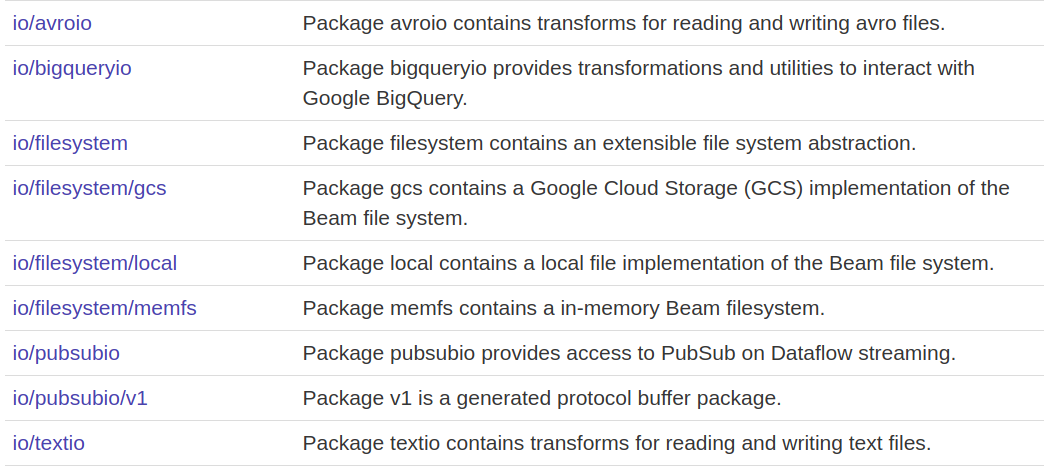 io/avroio Package avroio contains transforms for reading and writing avro files.
io/bigqueryio Package bigqueryio provides transformations and utilities to interact with
Google BigQuery.
io/filesystem Package filesystem contains an extensible file system abstraction.
io/filesystem/gcs Package gcs contains a Google Cloud Storage (GCS) implementation of the
Beam file system.
io/filesystem/local Package local contains a local file implementation of the Beam file system.
io/filesystem/memfs Package memfs contains a in-memory Beam filesystem.
io/pubsubio Package pubsubio provides access to PubSub on Dataflow streaming.
io/pubsubio/v1 Package v1 is a generated protocol buffer package.
io/textio Package textio contains transforms for reading and writing text files.